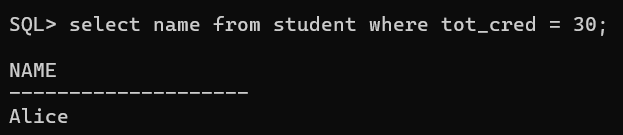 SQL> select name from student where tot_cred = 30;
NAME
--------------------
Alice